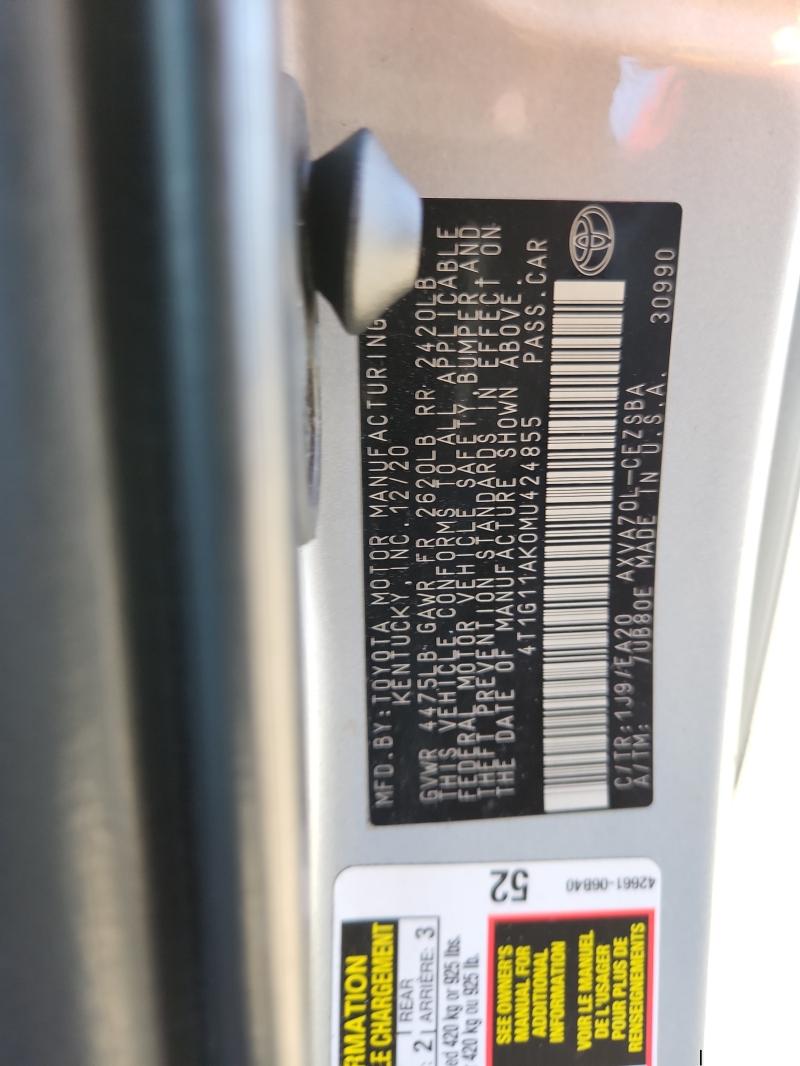 MFD.BY:TOYOTA MOTOR MANUFACTURING
KENTUCKY,INC. 12/20
GVWR 4475LB GAWR FR 2620LB RR 2420LB
THIS VEHICLE CONFORMS TO ALL APPLICABLE
FEDERAL MOTOR VEHICLE SAFETY BUMPER AND
THEFT PREVENTION STANDARDS IN EFFECT ON
THE DATE OF MANUFACTURE SHOWN ABOVE.
4T1G11AK0MU424855 PASS.CAR
C/TR:1J9/EA20 AXVA70L-CEZSBA 30990
A/TM: /UB80E MADE IN U.S.A.
RMATION
LE CHARGEMENT
2 REAR
ARRIÈRE: 3
ed 420 kg or 925 lbs.
420 kg ou 925 lb.
SEE OWNER'S
MANUAL FOR
ADDITIONAL
INFORMATION
VOIR LE MANUEL
DE L'USAGER
POUR PLUS DE
RENSEIGNEMENTS
52
42661-06B40